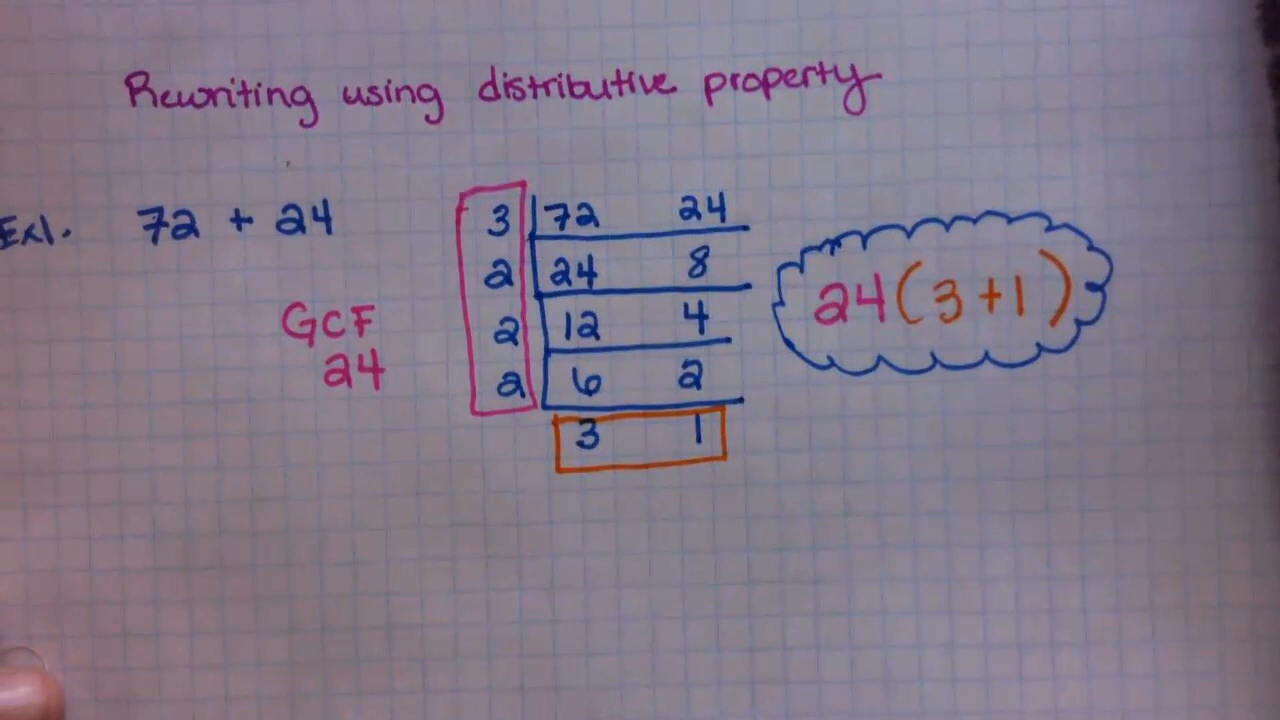 Rewriting using distributive property
Ex1. 72 + 24
GCF
24
3 72 24
2 24 8
2 12 4
2 6 2
3 1
24(3+1)